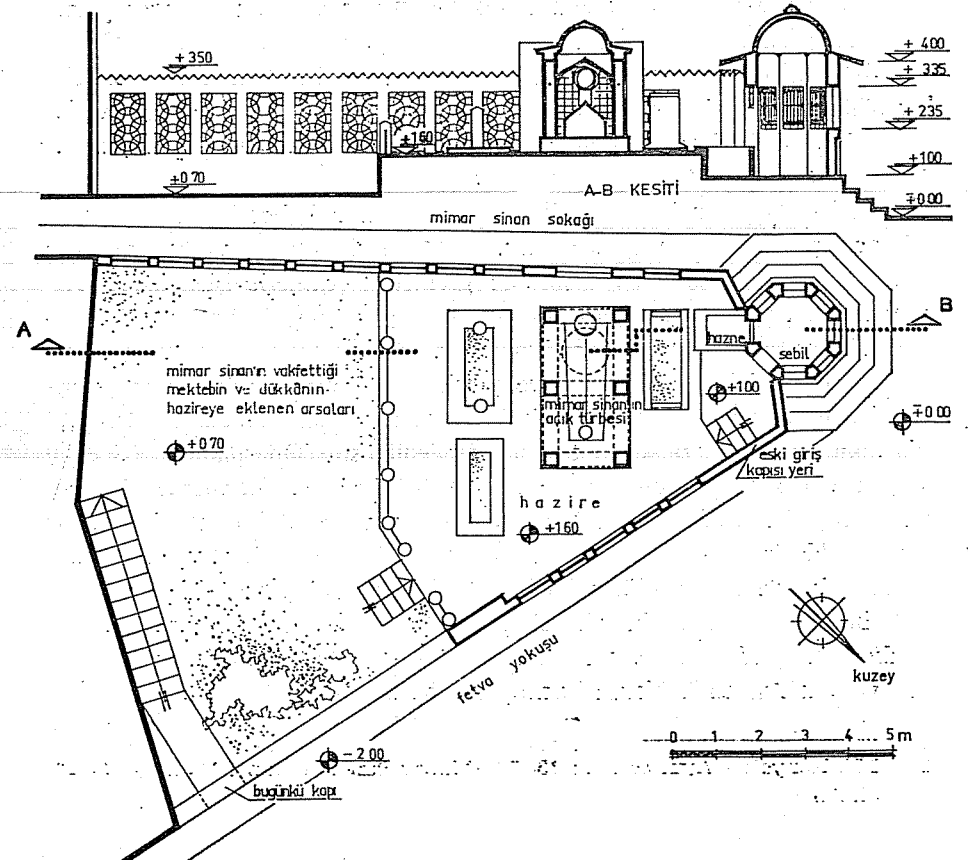 +350
+400
+335
+235
+160
+100
+070
A-B KESİTİ
∓000
mimar sinan sokağı
A
B
hazne
sebil
mimar sinan'ın vakfettiği
mektebin ve dükkânın
hazireye eklenen arsaları
+070
mimar sinan'ın
açık türbesi
+100
∓000
eski giriş
kapısı yeri
hazire
+160
fetva yokuşu
kuzey
0 1 2 3 4 5 m
-200
bugünkü kapı